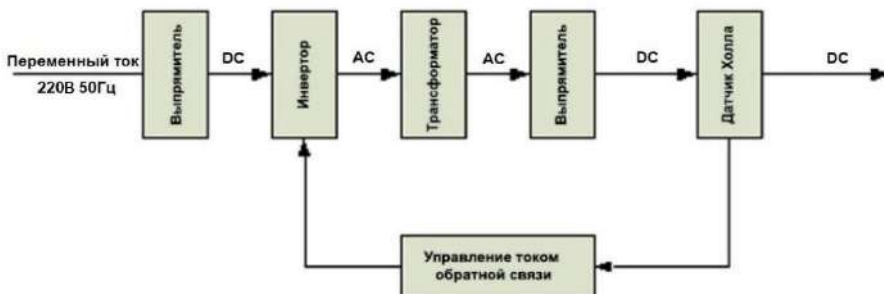 Переменный ток
220В 50Гц
Выпрямитель
DC
Инвертор
AC
Трансформатор
AC
Выпрямитель
DC
Датчик Холла
DC
Управление током
обратной связи